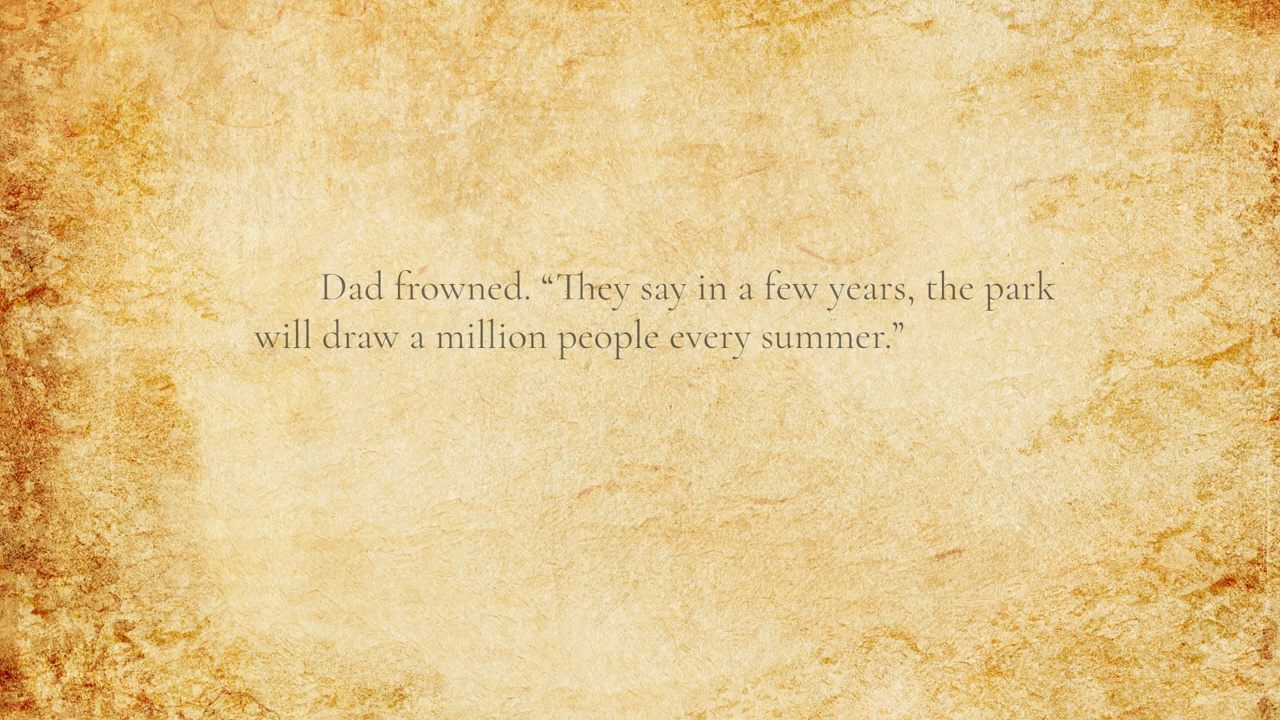 Dad frowned. “They say in a few years, the park
will draw a million people every summer.”